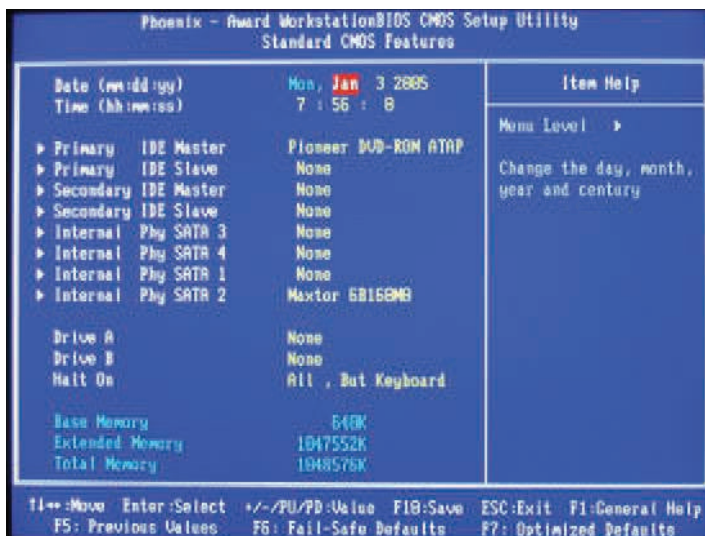 Phoenix - Award WorkstationBIOS CMOS Setup Utility
Standard CMOS Features
Date (mm:dd:yy) Mon, Jan 3 2005
Time (hh:mm:ss) 7 : 56 : 8
Item Help
Menu Level
Change the day, month,
year and century
Primary IDE Master Pioneer DVD-ROM ATAP
Primary IDE Slave None
Secondary IDE Master None
Secondary IDE Slave None
Internal Phy SATA 3 None
Internal Phy SATA 4 None
Internal Phy SATA 1 None
Internal Phy SATA 2 Maxtor
Drive A None
Drive B None
Halt On All , But Keyboard
Base Memory 640K
Extended Memory 1047552K
Total Memory 1048576K
↑↓→←:Move Enter:Select +/-/PU/PD:Value F10:Save ESC:Exit F1:General Help
F5: Previous Values F6: Fail-Safe Defaults F7: Optimized Defaults